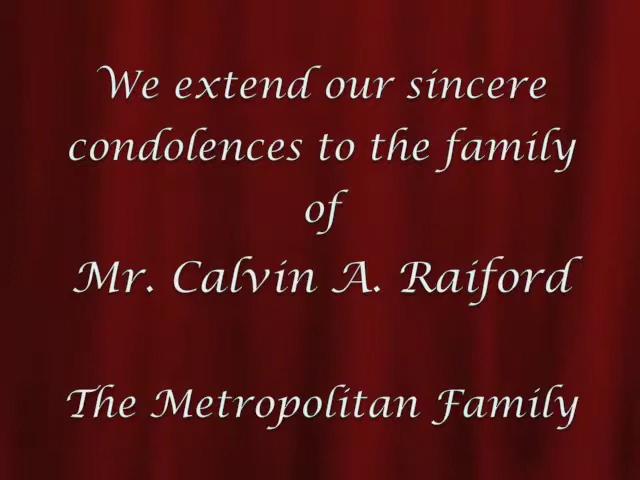 We extend our sincere
condolences to the family
of
Mr. Calvin A. Raiford
The Metropolitan Family